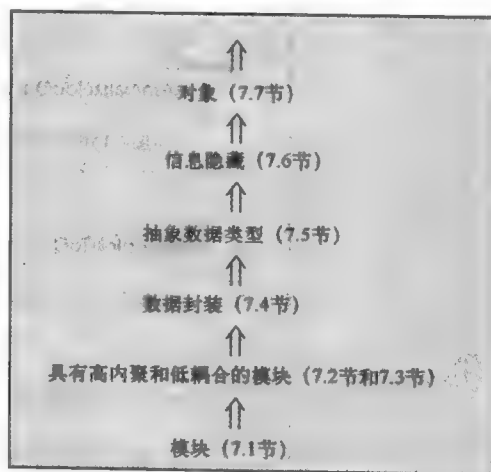 对象（7.7节）
信息隐藏（7.6节）
抽象数据类型（7.5节）
数据封装（7.4节）
具有高内聚和低耦合的模块（7.2节和7.3节）
模块（7.1节）